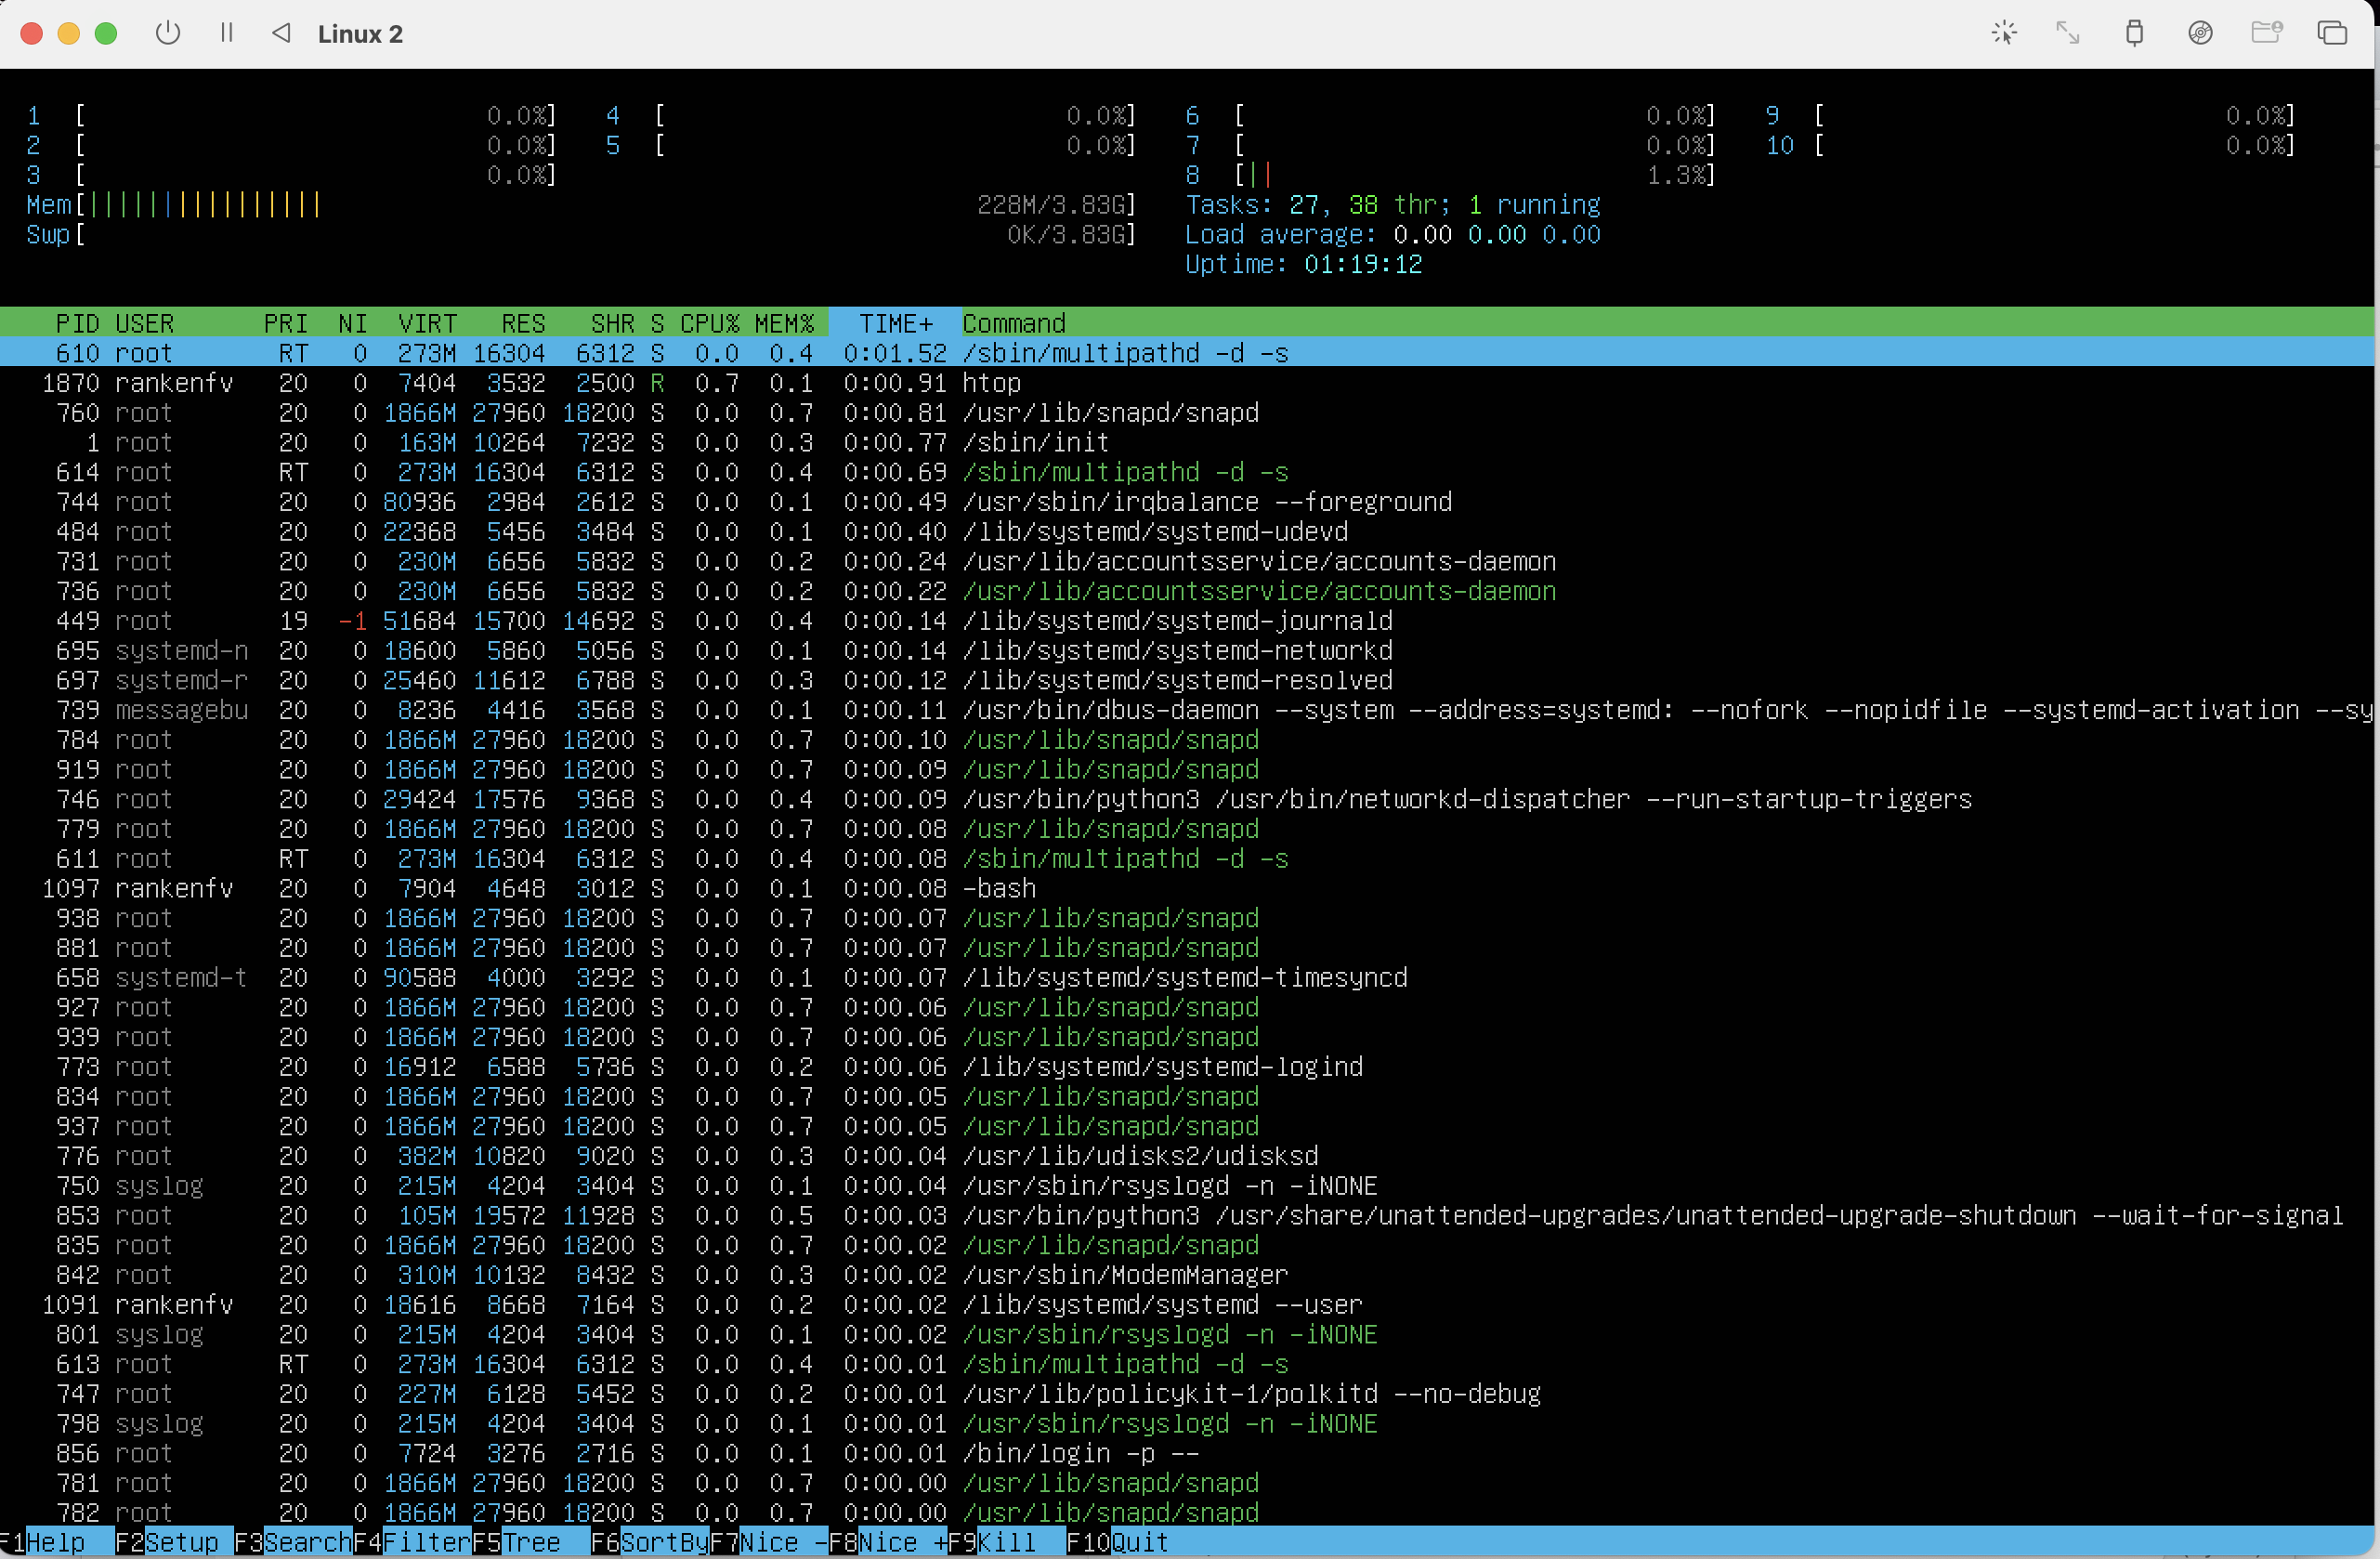 Linux 2
1 [ 0.0%] 4 [ 0.0%] 6 [ 0.0%] 9 [ 0.0%]
2 [ 0.0%] 5 [ 0.0%] 7 [ 0.0%] 10 [ 0.0%]
3 [ 0.0%] 8 [|| 1.3%]
Mem[|||||||||||||||| 228M/3.83G] Tasks: 27, 38 thr; 1 running
Swp[ 0K/3.83G] Load average: 0.00 0.00 0.00
Uptime: 01:19:12
PID USER PRI NI VIRT RES SHR S CPU% MEM% TIME+ Command
610 root RT 0 273M 16304 6312 S 0.0 0.4 0:01.52 /sbin/multipathd -d -s
1870 rankenfv 20 0 7404 3532 2500 R 0.7 0.1 0:00.91 htop
760 root 20 0 1866M 27960 18200 S 0.0 0.7 0:00.81 /usr/lib/snapd/snapd
1 root 20 0 163M 10264 7232 S 0.0 0.3 0:00.77 /sbin/init
614 root RT 0 273M 16304 6312 S 0.0 0.4 0:00.69 /sbin/multipathd -d -s
744 root 20 0 80936 2984 2612 S 0.0 0.1 0:00.49 /usr/sbin/irqbalance --foreground
484 root 20 0 22368 5456 3484 S 0.0 0.1 0:00.40 /lib/systemd/systemd-udevd
731 root 20 0 230M 6656 5832 S 0.0 0.2 0:00.24 /usr/lib/accountsservice/accounts-daemon
736 root 20 0 230M 6656 5832 S 0.0 0.2 0:00.22 /usr/lib/accountsservice/accounts-daemon
449 root 19 -1 51684 15700 14692 S 0.0 0.4 0:00.14 /lib/systemd/systemd-journald
695 systemd-n 20 0 18600 5860 5056 S 0.0 0.1 0:00.14 /lib/systemd/systemd-networkd
697 systemd-r 20 0 25460 11612 6788 S 0.0 0.3 0:00.12 /lib/systemd/systemd-resolved
739 messagebu 20 0 8236 4416 3568 S 0.0 0.1 0:00.11 /usr/bin/dbus-daemon --system --address=systemd: --nofork --nopidfile --systemd-activation --sy
784 root 20 0 1866M 27960 18200 S 0.0 0.7 0:00.10 /usr/lib/snapd/snapd
919 root 20 0 1866M 27960 18200 S 0.0 0.7 0:00.09 /usr/lib/snapd/snapd
746 root 20 0 29424 17576 9368 S 0.0 0.4 0:00.09 /usr/bin/python3 /usr/bin/networkd-dispatcher --run-startup-triggers
779 root 20 0 1866M 27960 18200 S 0.0 0.7 0:00.08 /usr/lib/snapd/snapd
611 root RT 0 273M 16304 6312 S 0.0 0.4 0:00.08 /sbin/multipathd -d -s
1097 rankenfv 20 0 7904 4648 3012 S 0.0 0.1 0:00.08 -bash
938 root 20 0 1866M 27960 18200 S 0.0 0.7 0:00.07 /usr/lib/snapd/snapd
881 root 20 0 1866M 27960 18200 S 0.0 0.7 0:00.07 /usr/lib/snapd/snapd
658 systemd-t 20 0 90588 4000 3292 S 0.0 0.1 0:00.07 /lib/systemd/systemd-timesyncd
927 root 20 0 1866M 27960 18200 S 0.0 0.7 0:00.06 /usr/lib/snapd/snapd
939 root 20 0 1866M 27960 18200 S 0.0 0.7 0:00.06 /usr/lib/snapd/snapd
773 root 20 0 16912 6588 5736 S 0.0 0.2 0:00.06 /lib/systemd/systemd-logind
834 root 20 0 1866M 27960 18200 S 0.0 0.7 0:00.05 /usr/lib/snapd/snapd
937 root 20 0 1866M 27960 18200 S 0.0 0.7 0:00.05 /usr/lib/snapd/snapd
776 root 20 0 382M 10820 9020 S 0.0 0.3 0:00.04 /usr/lib/udisks2/udisksd
750 syslog 20 0 215M 4204 3404 S 0.0 0.1 0:00.04 /usr/sbin/rsyslogd -n -iNONE
853 root 20 0 105M 19572 11928 S 0.0 0.5 0:00.03 /usr/bin/python3 /usr/share/unattended-upgrades/unattended-upgrade-shutdown --wait-for-signal
835 root 20 0 1866M 27960 18200 S 0.0 0.7 0:00.02 /usr/lib/snapd/snapd
842 root 20 0 310M 10132 8432 S 0.0 0.3 0:00.02 /usr/sbin/ModemManager
1091 rankenfv 20 0 18616 8668 7164 S 0.0 0.2 0:00.02 /lib/systemd/systemd --user
801 syslog 20 0 215M 4204 3404 S 0.0 0.1 0:00.02 /usr/sbin/rsyslogd -n -iNONE
613 root RT 0 273M 16304 6312 S 0.0 0.4 0:00.01 /sbin/multipathd -d -s
747 root 20 0 227M 6128 5452 S 0.0 0.2 0:00.01 /usr/lib/policykit-1/polkitd --no-debug
798 syslog 20 0 215M 4204 3404 S 0.0 0.1 0:00.01 /usr/sbin/rsyslogd -n -iNONE
856 root 20 0 7724 3276 2716 S 0.0 0.1 0:00.01 /bin/login -p --
781 root 20 0 1866M 27960 18200 S 0.0 0.7 0:00.00 /usr/lib/snapd/snapd
782 root 20 0 1866M 27960 18200 S 0.0 0.7 0:00.00 /usr/lib/snapd/snapd
F1Help F2Setup F3SearchF4FilterF5Tree F6SortByF7Nice -F8Nice +F9Kill F10Quit